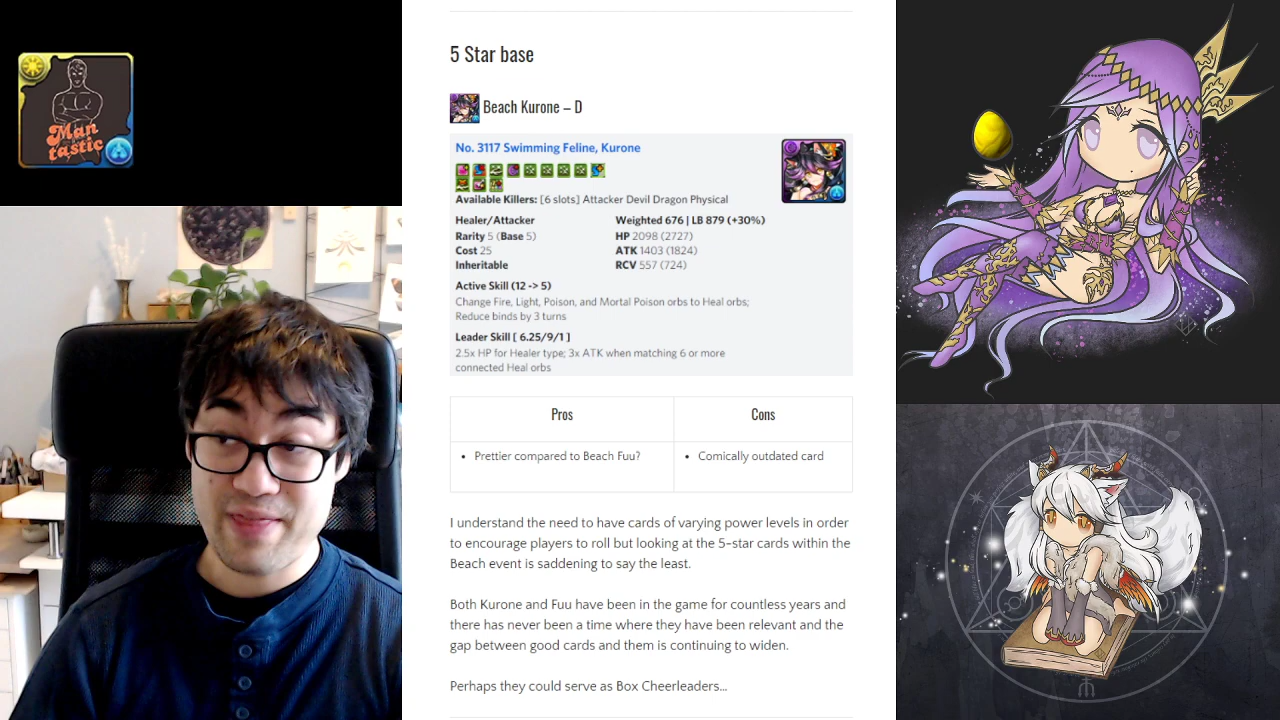 Man
tastic
5 Star base
Beach Kurone – D
No. 3117 Swimming Feline, Kurone
Available Killers: [6 slots] Attacker Devil Dragon Physical
Healer/Attacker
Weighted 676 | LB 879 (+30%)
Rarity 5 (Base 5)
HP 2098 (2727)
Cost 25
ATK 1403 (1824)
Inheritable
RCV 557 (724)
Active Skill (12 -> 5)
Change Fire, Light, Poison, and Mortal Poison orbs to Heal orbs;
Reduce binds by 3 turns
Leader Skill [ 6.25/9/1 ]
2.5x HP for Healer type; 3x ATK when matching 6 or more
connected Heal orbs
Pros
Cons
• Prettier compared to Beach Fuu?
• Comically outdated card
I understand the need to have cards of varying power levels in order
to encourage players to roll but looking at the 5-star cards within the
Beach event is saddening to say the least.
Both Kurone and Fuu have been in the game for countless years and
there has never been a time where they have been relevant and the
gap between good cards and them is continuing to widen.
Perhaps they could serve as Box Cheerleaders...